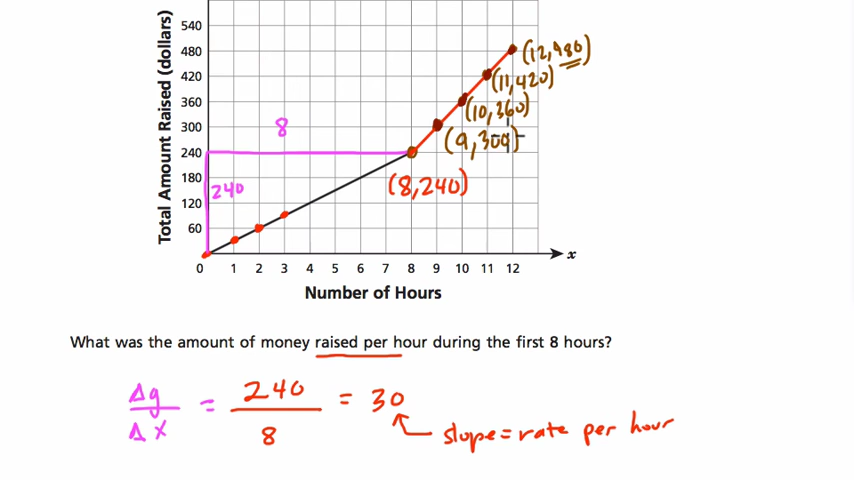 Total Amount Raised (dollars)
540
480
420
360
300
240
180
120
60
0 1 2 3 4 5 6 7 8 9 10 11 12
x
Number of Hours
(12,480)
(11,420)
(10,360)
(9,300)
(8,240)
8
240
What was the amount of money raised per hour during the first 8 hours?
Δy/Δx = 240/8 = 30
slope = rate per hour